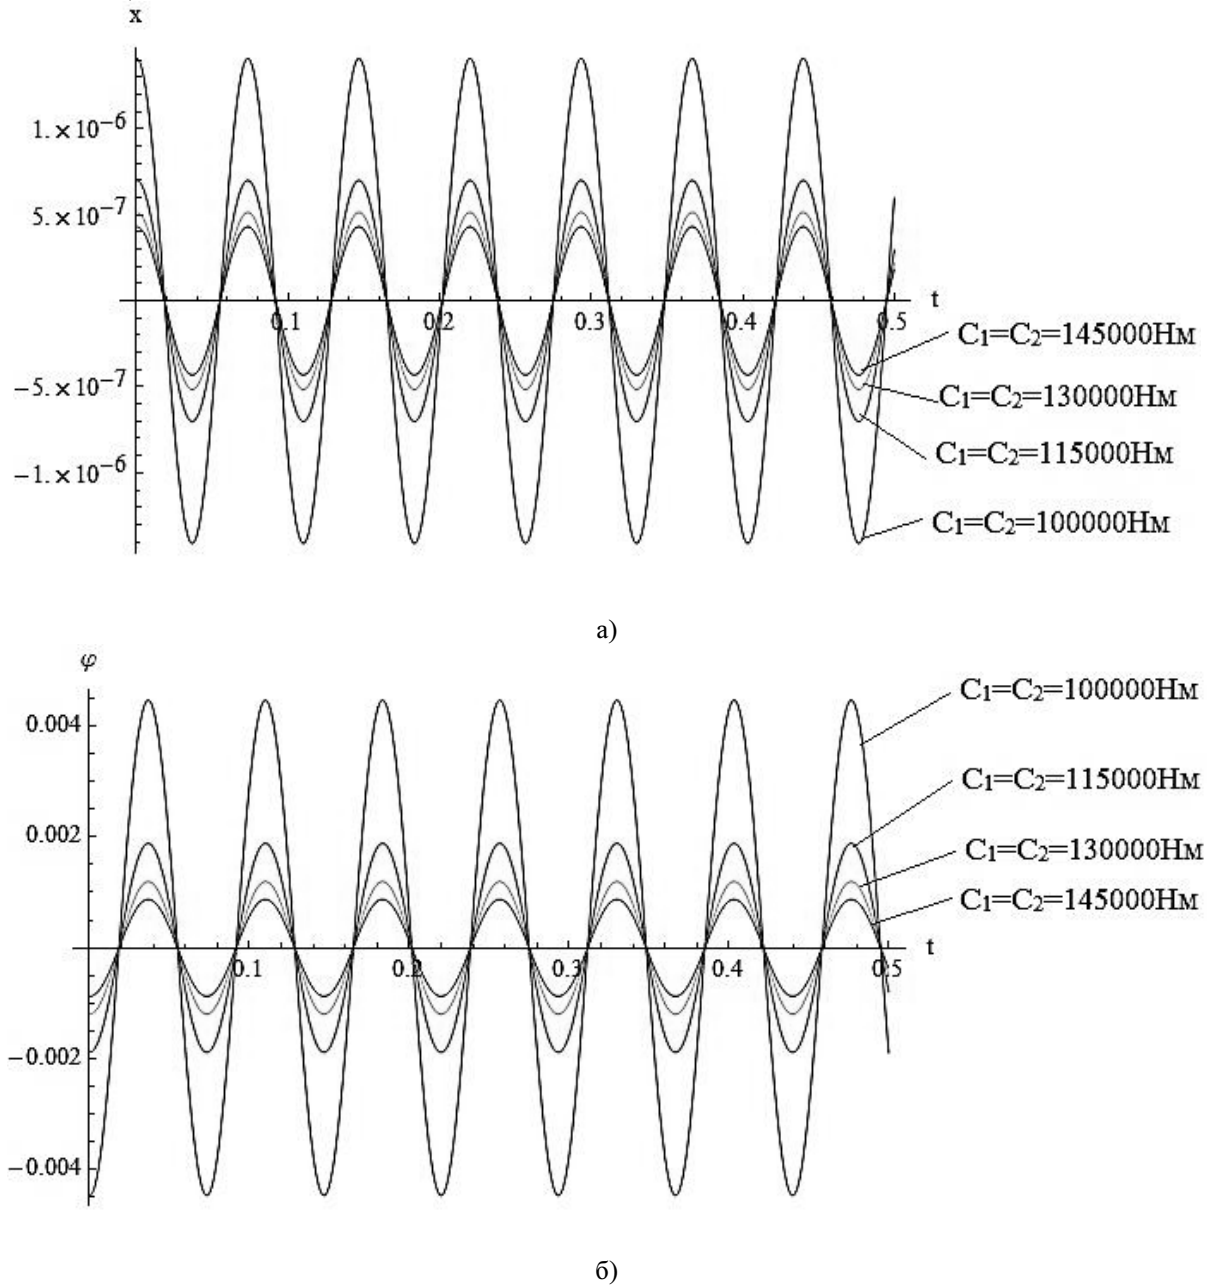 x
1.×10⁻⁶
5.×10⁻⁷
0.1 0.2 0.3 0.4 0.5 t
C₁=C₂=145000Нм
−5.×10⁻⁷
C₁=C₂=130000Нм
C₁=C₂=115000Нм
−1.×10⁻⁶
C₁=C₂=100000Нм
а)
φ
C₁=C₂=100000Нм
0.004
C₁=C₂=115000Нм
0.002
C₁=C₂=130000Нм
C₁=C₂=145000Нм
0.1 0.2 0.3 0.4 0.5 t
−0.002
−0.004
б)